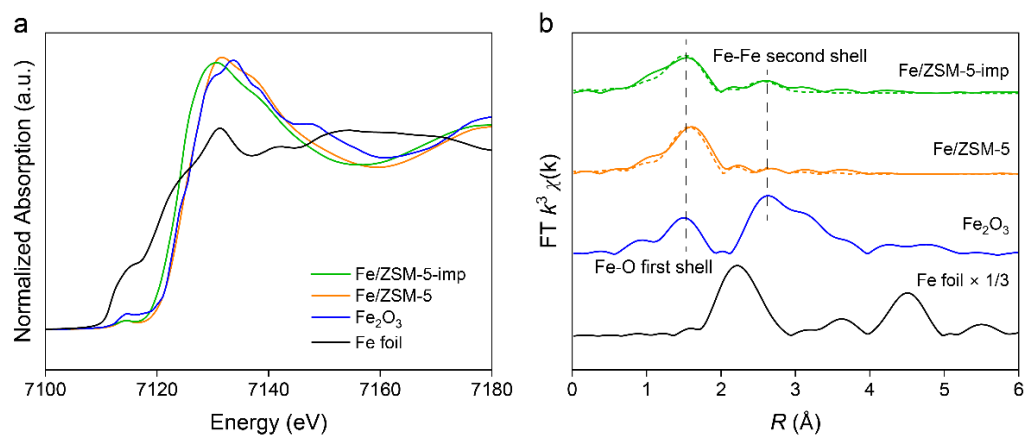 a
Normalized Absorption (a.u.)
Fe/ZSM-5-imp
Fe/ZSM-5
Fe₂O₃
Fe foil
7100 7120 7140 7160 7180
Energy (eV)
b
FT k³ χ(k)
Fe-Fe second shell
Fe/ZSM-5-imp
Fe/ZSM-5
Fe₂O₃
Fe-O first shell
Fe foil × 1/3
0 1 2 3 4 5 6
R (Å)